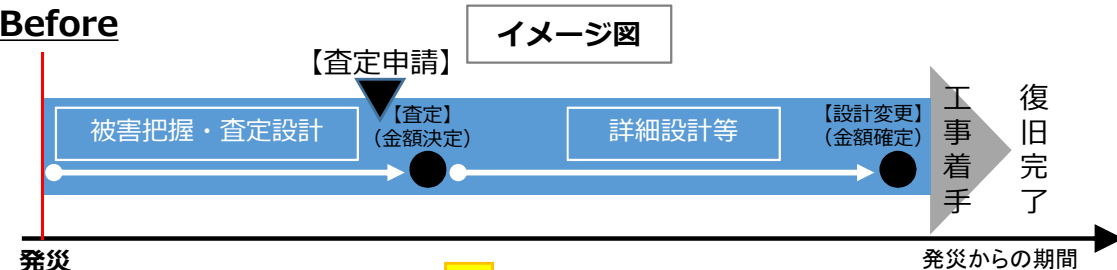 Before
イメージ図
【査定申請】
被害把握・査定設計
【査定】
（金額決定）
詳細設計等
【設計変更】
（金額確定）
工事着手
復旧完了
発災
発災からの期間